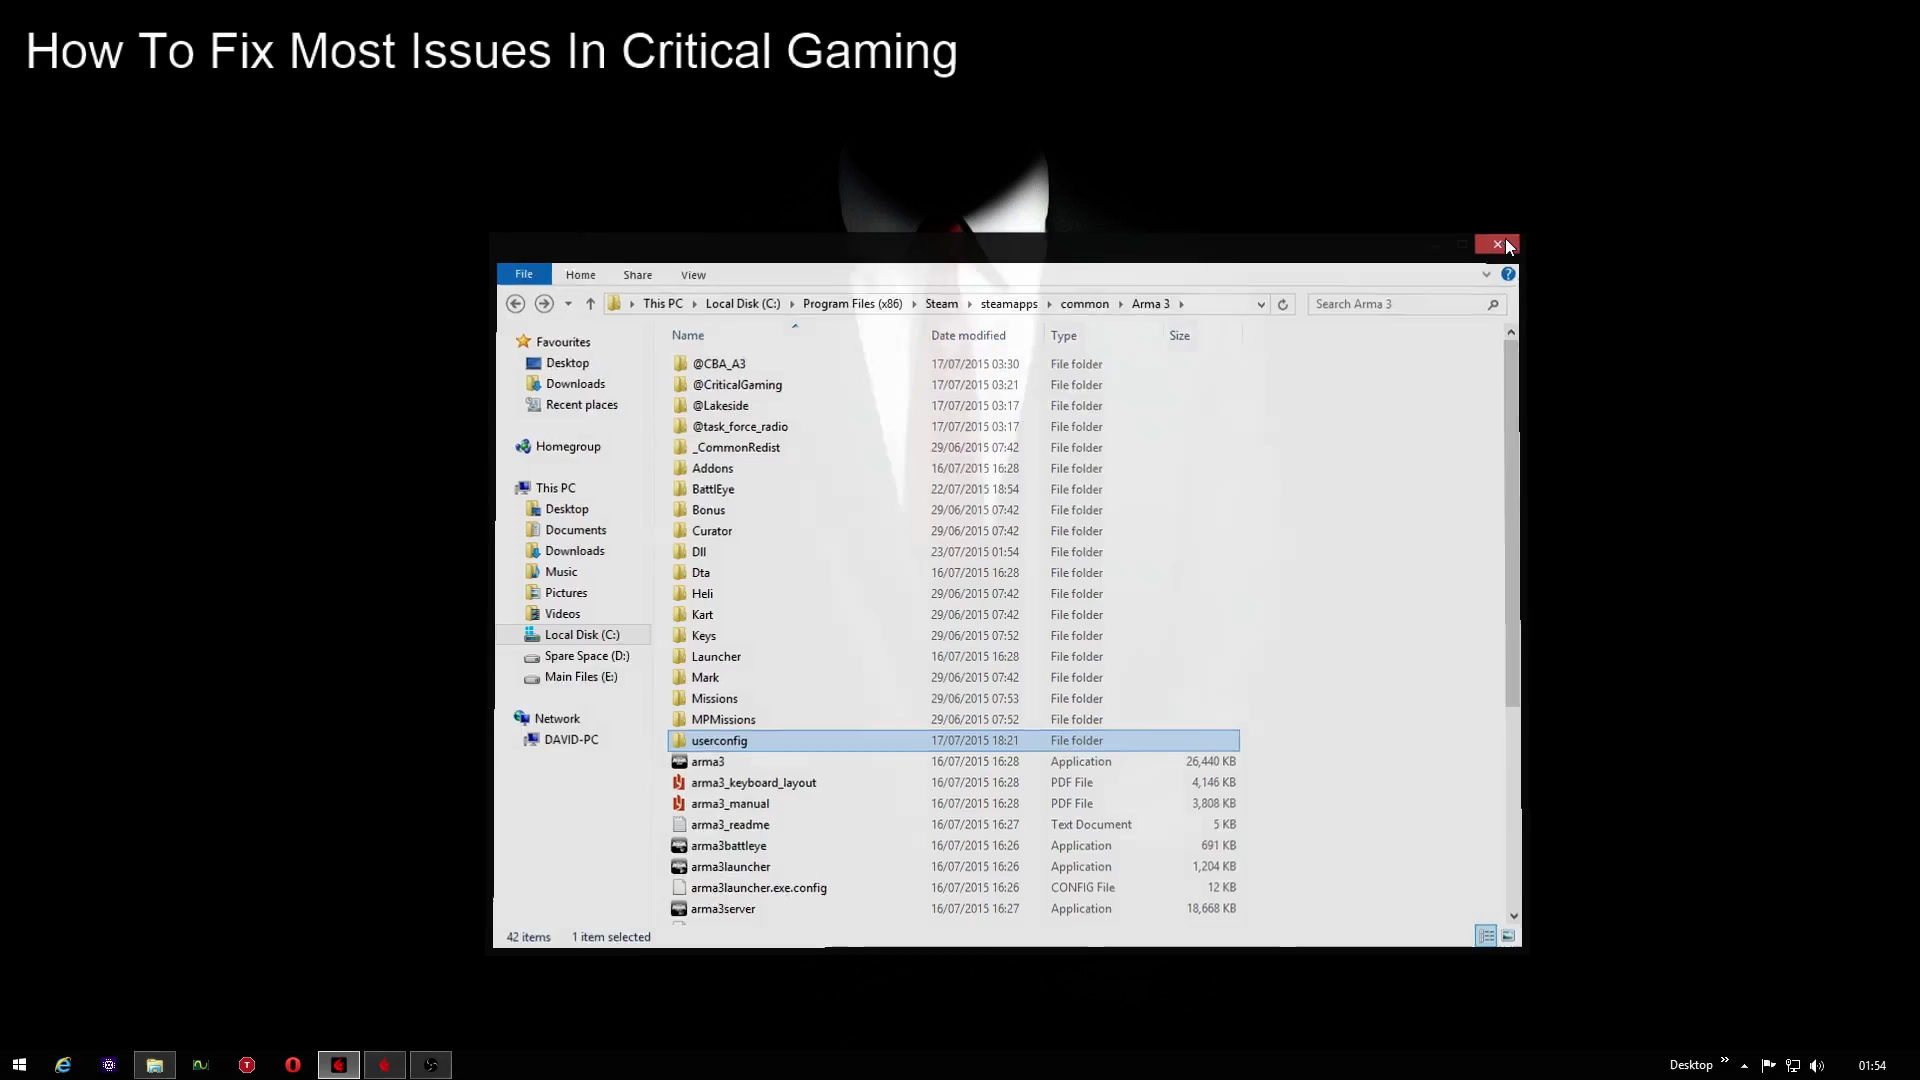 How To Fix Most Issues In Critical Gaming
File Home Share View
This PC Local Disk (C:) Program Files (x86) Steam steamapps common Arma 3 Search Arma 3
Name Date modified Type Size
Favourites
Desktop
Downloads
Recent places
Homegroup
This PC
Desktop
Documents
Downloads
Music
Pictures
Videos
Local Disk (C:)
Spare Space (D:)
Main Files (E:)
Network
DAVID-PC
@CBA_A3 17/07/2015 03:30 File folder
@CriticalGaming 17/07/2015 03:21 File folder
@Lakeside 17/07/2015 03:17 File folder
@task_force_radio 17/07/2015 03:17 File folder
_CommonRedist 29/06/2015 07:42 File folder
Addons 16/07/2015 16:28 File folder
BattlEye 22/07/2015 18:54 File folder
Bonus 29/06/2015 07:42 File folder
Curator 29/06/2015 07:42 File folder
Dll 23/07/2015 01:54 File folder
Dta 16/07/2015 16:28 File folder
Heli 29/06/2015 07:42 File folder
Kart 29/06/2015 07:42 File folder
Keys 29/06/2015 07:52 File folder
Launcher 16/07/2015 16:28 File folder
Mark 29/06/2015 07:42 File folder
Missions 29/06/2015 07:53 File folder
MPMissions 29/06/2015 07:52 File folder
userconfig 17/07/2015 18:21 File folder
arma3 16/07/2015 16:28 Application 26,440 KB
arma3_keyboard_layout 16/07/2015 16:28 PDF File 4,146 KB
arma3_manual 16/07/2015 16:28 PDF File 3,808 KB
arma3_readme 16/07/2015 16:27 Text Document 5 KB
arma3battleye 16/07/2015 16:26 Application 691 KB
arma3launcher 16/07/2015 16:26 Application 1,204 KB
arma3launcher.exe.config 16/07/2015 16:26 CONFIG File 12 KB
arma3server 16/07/2015 16:27 Application 18,668 KB
42 items 1 item selected
Desktop 01:54